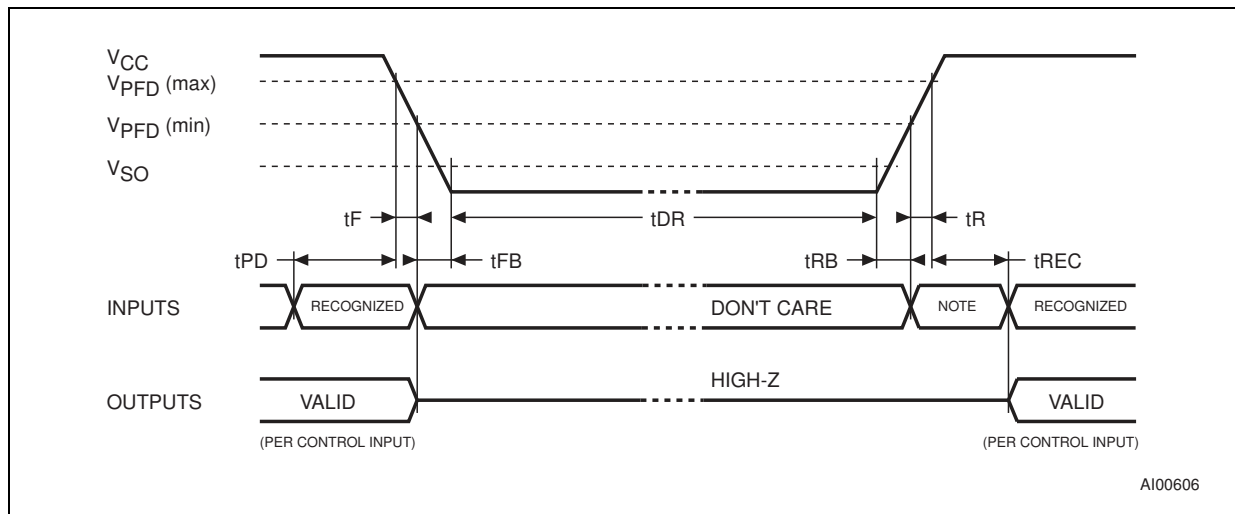 VCC
VPFD (max)
VPFD (min)
VSO
tF
tDR
tR
tPD
tFB
tRB
tREC
INPUTS
RECOGNIZED
DON'T CARE
NOTE
RECOGNIZED
HIGH-Z
OUTPUTS
VALID
VALID
(PER CONTROL INPUT)
(PER CONTROL INPUT)
AI00606